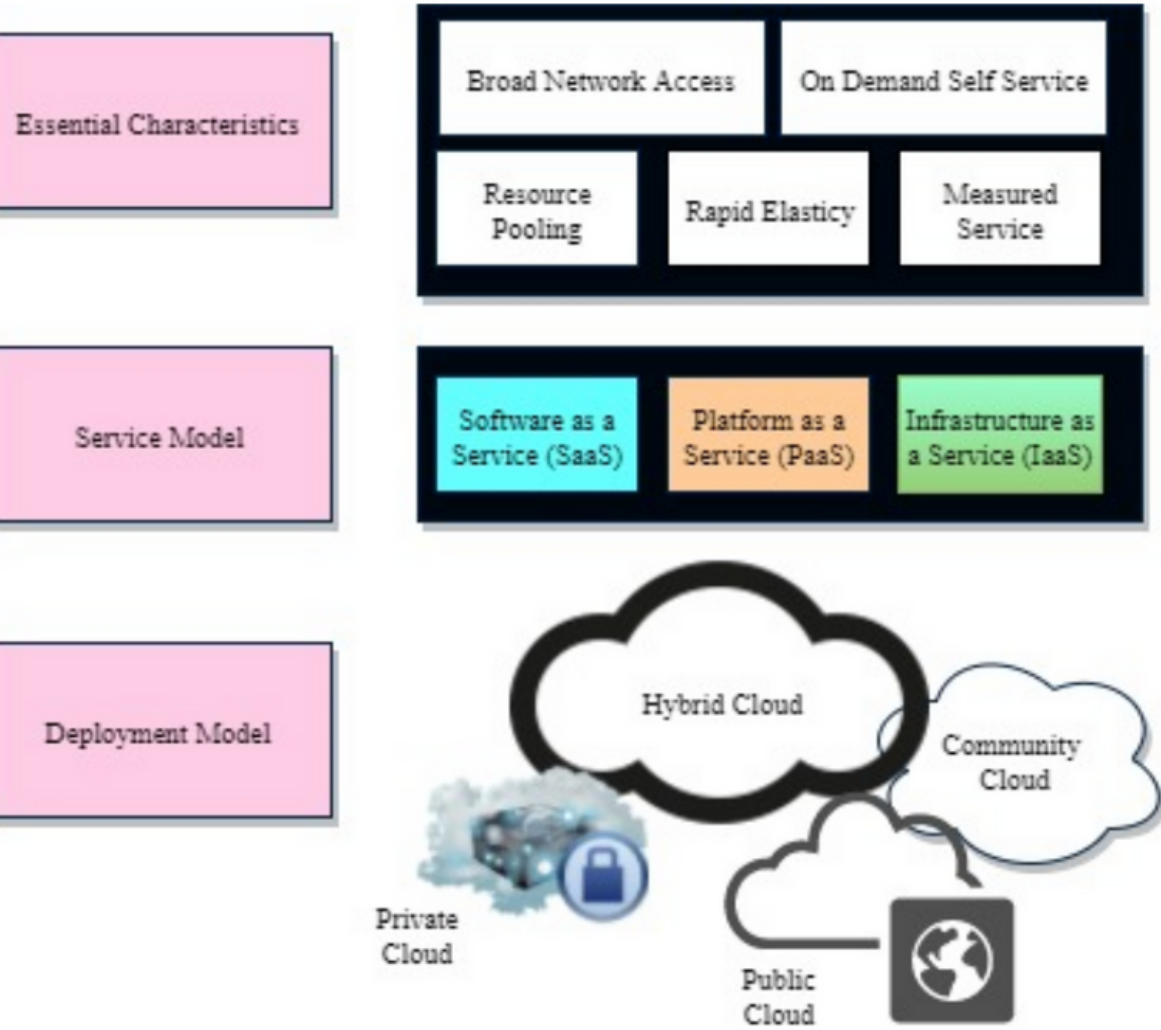 Essential Characteristics
Broad Network Access
On Demand Self Service
Resource
Pooling
Rapid Elasticy
Measured
Service
Service Model
Software as a
Service (SaaS)
Platform as a
Service (PaaS)
Infrastructure as
a Service (IaaS)
Deployment Model
Hybrid Cloud
Community
Cloud
Private
Cloud
Public
Cloud